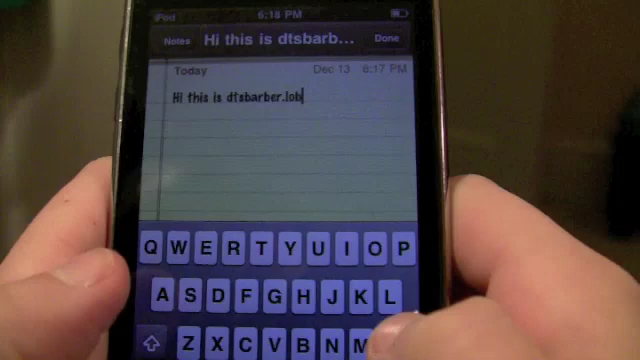 iPod 5:18 PM
Notes Hi this is dtsbarb... Done
Today Dec 13 6:17 PM
Hi this is dtsbarber.lob
Q W E R T Y U I O P
A S D F G H J K L
Z X C V B N M